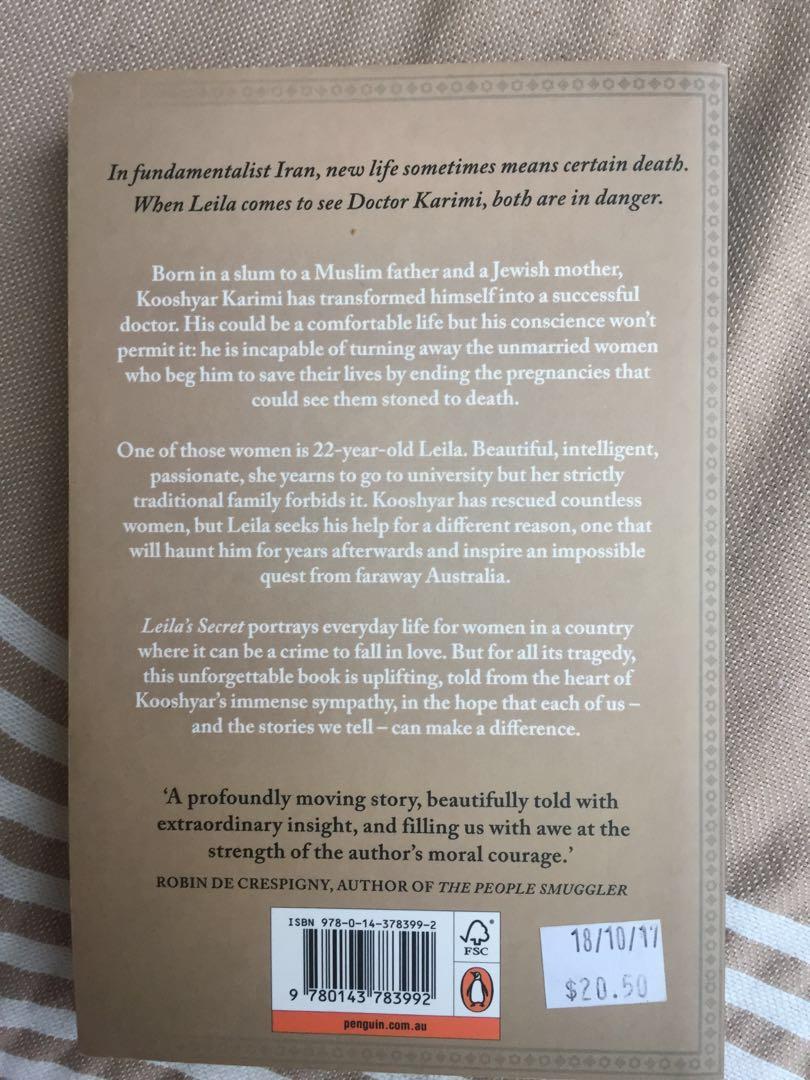 In fundamentalist Iran, new life sometimes means certain death.
When Leila comes to see Doctor Karimi, both are in danger.
Born in a slum to a Muslim father and a Jewish mother,
Kooshyar Karimi has transformed himself into a successful
doctor. His could be a comfortable life but his conscience won't
permit it: he is incapable of turning away the unmarried women
who beg him to save their lives by ending the pregnancies that
could see them stoned to death.
One of those women is 22-year-old Leila. Beautiful, intelligent,
passionate, she yearns to go to university but her strictly
traditional family forbids it. Kooshyar has rescued countless
women, but Leila seeks his help for a different reason, one that
will haunt him for years afterwards and inspire an impossible
quest from faraway Australia.
Leila's Secret portrays everyday life for women in a country
where it can be a crime to fall in love. But for all its tragedy,
this unforgettable book is uplifting, told from the heart of
Kooshyar's immense sympathy, in the hope that each of us –
and the stories we tell – can make a difference.
‘A profoundly moving story, beautifully told with
extraordinary insight, and filling us with awe at the
strength of the author's moral courage.’
ROBIN DE CRESPIGNY, AUTHOR OF THE PEOPLE SMUGGLER
ISBN 978-0-14-378399-2
FSC
9 780143 783992
penguin.com.au
18/10/17
$20.50